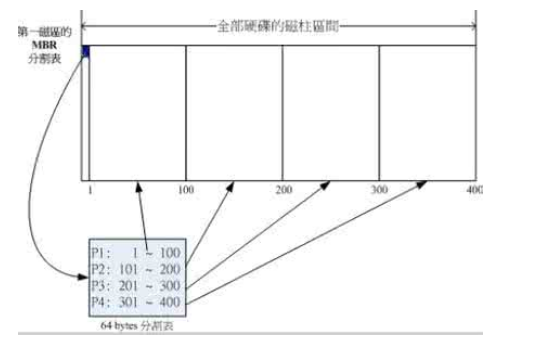 全部硬碟的磁柱區間
第一磁區的
MBR
分割表
1 100 200 300 400
P1: 1 ~ 100
P2: 101 ~ 200
P3: 201 ~ 300
P4: 301 ~ 400
64 bytes 分割表